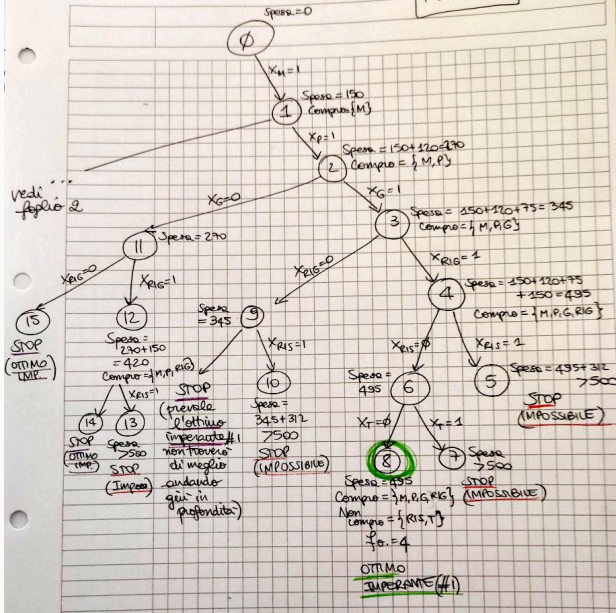 Spesa=0
0
X_M=1
1
Spesa=150
Compro={M}
X_P=1
2
Spesa=150+120=270
Compro={M,P}
vedi ...
foglio 2
X_G=0
X_G=1
11
Spesa=270
3
Spesa=150+120+75=345
Compro={M,P,G}
X_RIG=0
X_RIG=1
X_RIG=0
X_RIG=1
15
STOP
(OTTIMO
IMP.)
12
Spesa=
270+150
=420
Compro={M,P,RIG}
X_RIS=1
14
STOP
(OTTIMO
IMP.)
13
Spesa
>500
STOP
(Imposs)
9
Spesa
=345
STOP
(prevale
l'ottimo
imperante #1
non troverò
di meglio
andando
giù in
profondità)
X_RIS=1
10
Spesa=
345+312
>500
STOP
(IMPOSSIBILE)
4
Spesa=150+120+75
+150=495
Compro={M,P,G,RIG}
X_RIS=0
X_RIS=1
6
Spesa=
495
5
Spesa=495+312
>500
STOP
(IMPOSSIBILE)
X_T=0
X_T=1
8
7
Spesa
>500
STOP
(IMPOSSIBILE)
Spesa=495
Compro={M,P,G,RIG}
Non
compro={RIS,T}
f.o.=4
OTTIMO
IMPERANTE (#1)